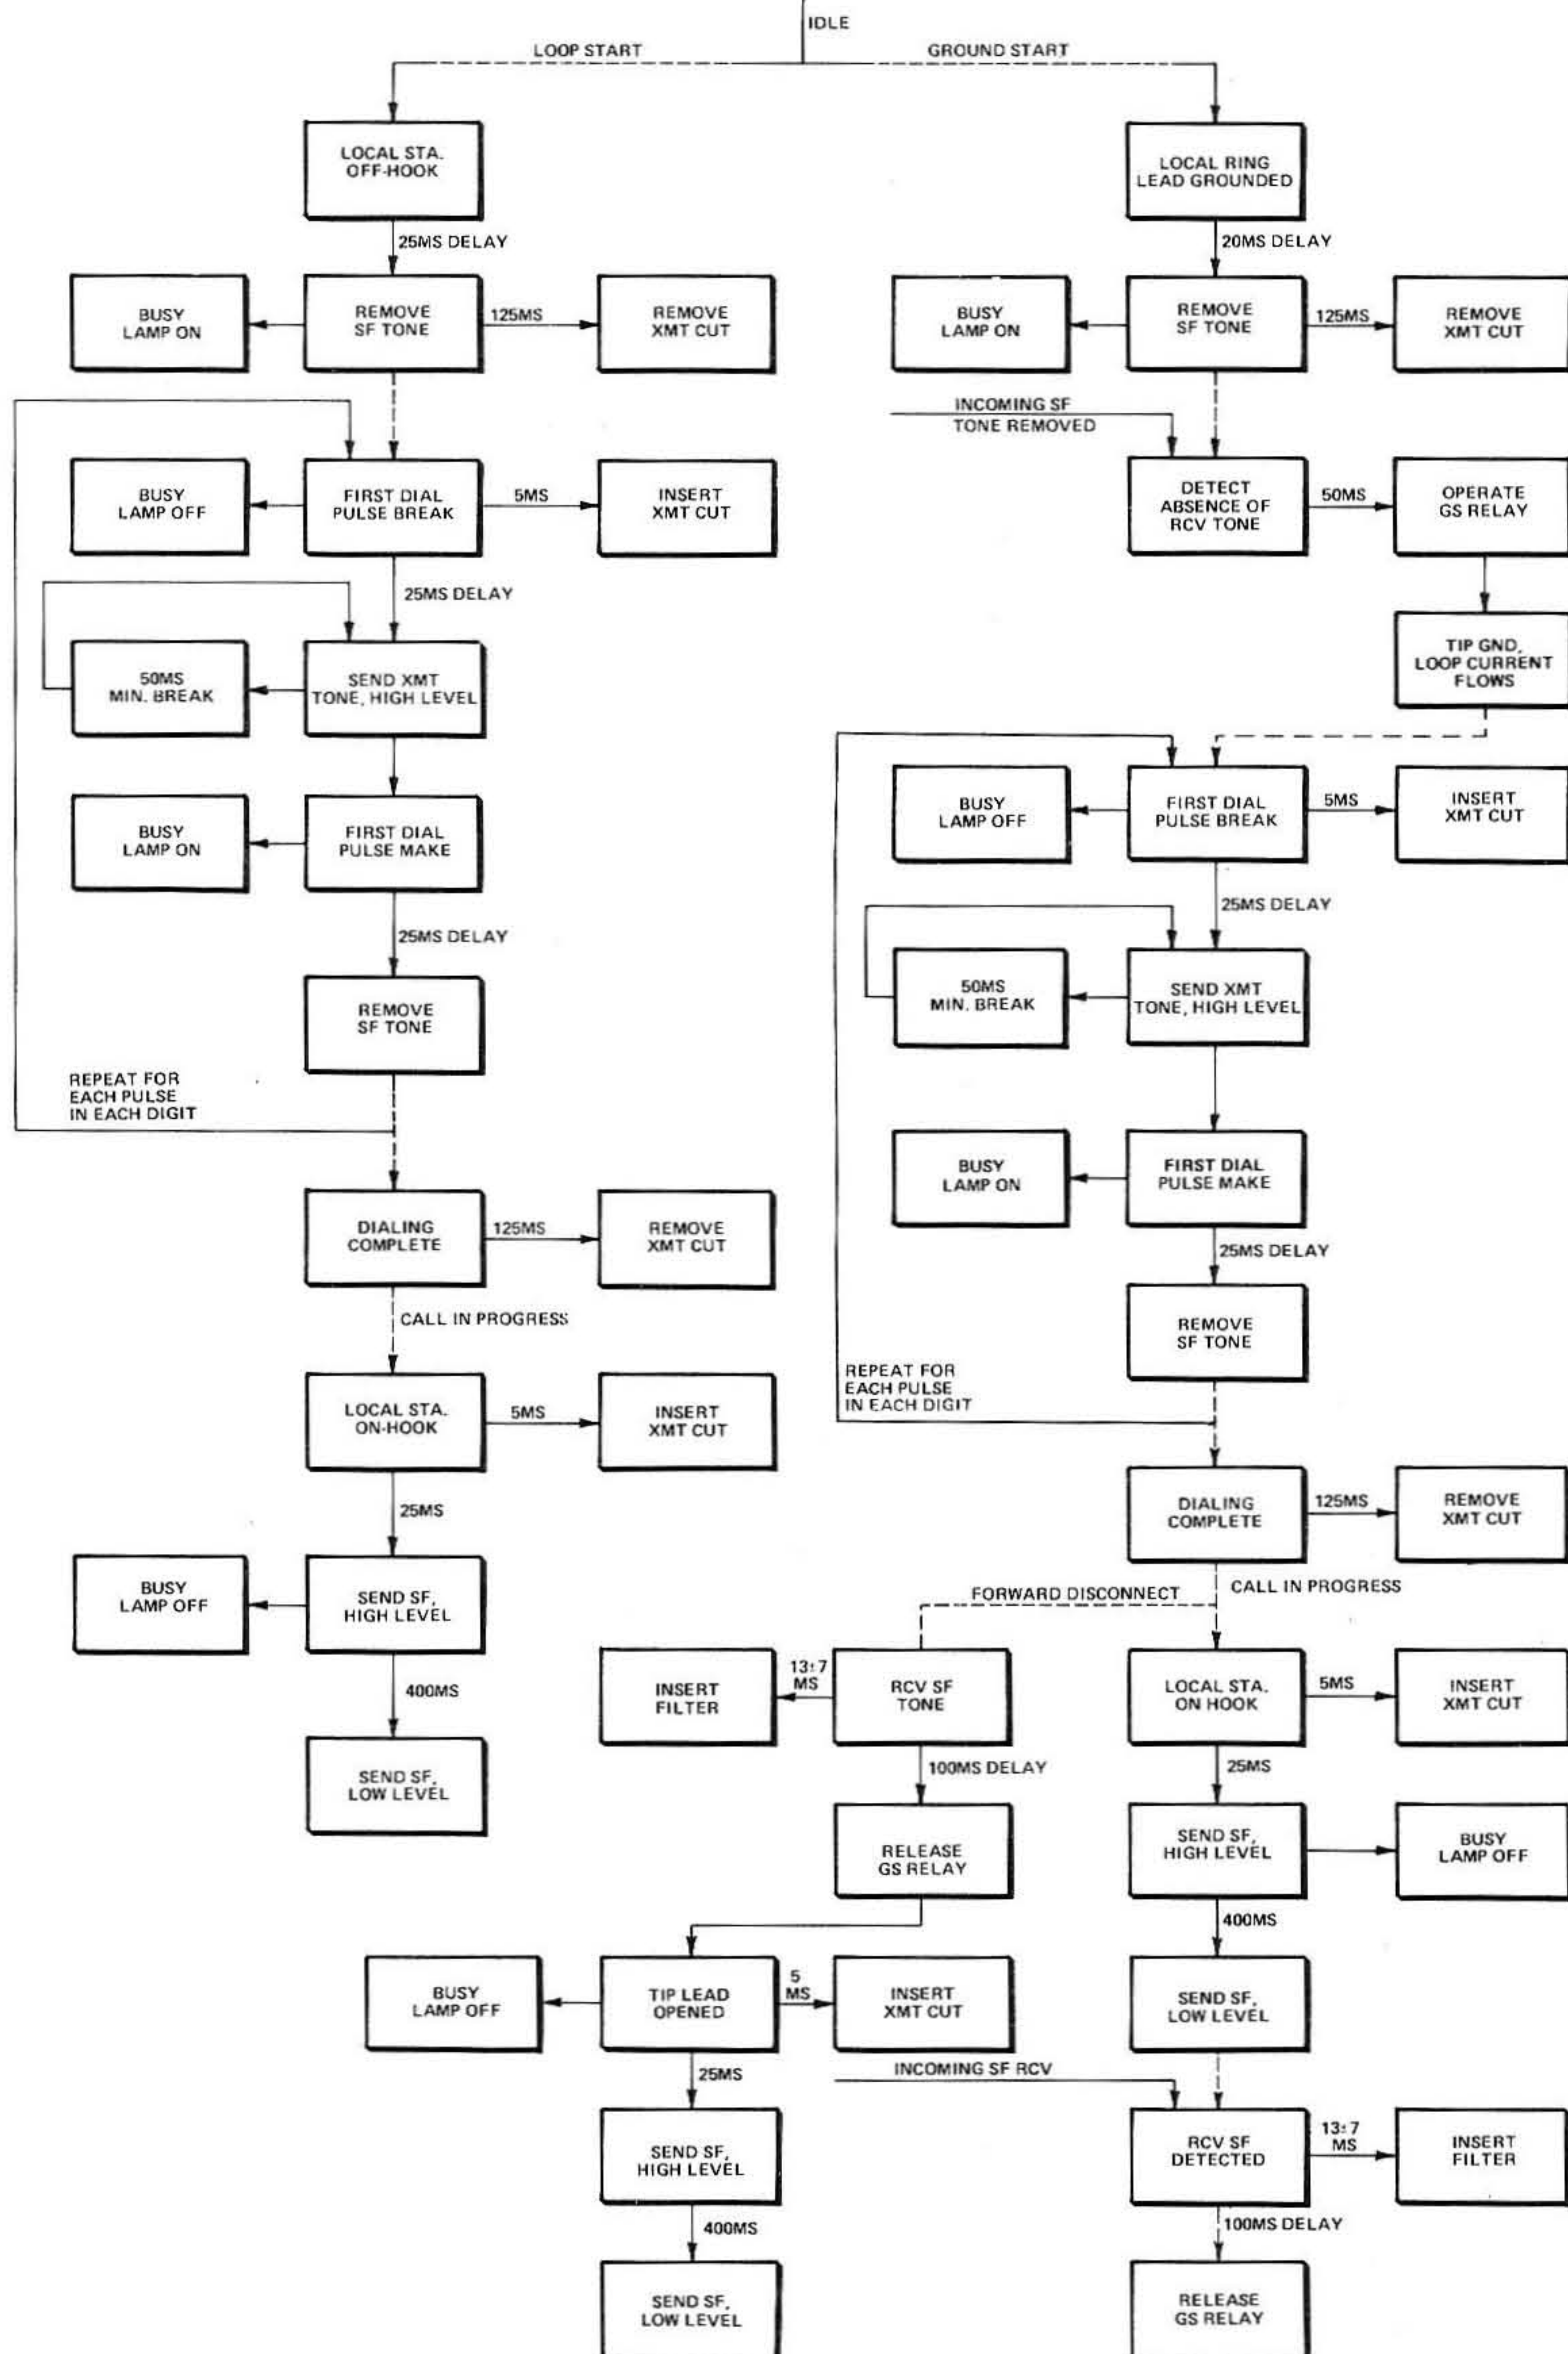 IDLE
LOOP START
GROUND START
LOCAL STA.
OFF-HOOK
25MS DELAY
BUSY
LAMP ON
REMOVE
SF TONE
125MS
REMOVE
XMT CUT
BUSY
LAMP OFF
FIRST DIAL
PULSE BREAK
5MS
INSERT
XMT CUT
25MS DELAY
50MS
MIN. BREAK
SEND XMT
TONE, HIGH LEVEL
BUSY
LAMP ON
FIRST DIAL
PULSE MAKE
25MS DELAY
REMOVE
SF TONE
REPEAT FOR
EACH PULSE
IN EACH DIGIT
DIALING
COMPLETE
125MS
REMOVE
XMT CUT
CALL IN PROGRESS
LOCAL STA.
ON-HOOK
5MS
INSERT
XMT CUT
25MS
BUSY
LAMP OFF
SEND SF,
HIGH LEVEL
400MS
SEND SF,
LOW LEVEL
LOCAL RING
LEAD GROUNDED
20MS DELAY
BUSY
LAMP ON
REMOVE
SF TONE
125MS
REMOVE
XMT CUT
INCOMING SF
TONE REMOVED
DETECT
ABSENCE OF
RCV TONE
50MS
OPERATE
GS RELAY
TIP GND,
LOOP CURRENT
FLOWS
BUSY
LAMP OFF
FIRST DIAL
PULSE BREAK
5MS
INSERT
XMT CUT
25MS DELAY
50MS
MIN. BREAK
SEND XMT
TONE, HIGH LEVEL
BUSY
LAMP ON
FIRST DIAL
PULSE MAKE
25MS DELAY
REMOVE
SF TONE
REPEAT FOR
EACH PULSE
IN EACH DIGIT
DIALING
COMPLETE
125MS
REMOVE
XMT CUT
FORWARD DISCONNECT
CALL IN PROGRESS
INSERT
FILTER
13±7
MS
RCV SF
TONE
100MS DELAY
RELEASE
GS RELAY
BUSY
LAMP OFF
TIP LEAD
OPENED
5
MS
INSERT
XMT CUT
25MS
SEND SF,
HIGH LEVEL
400MS
SEND SF,
LOW LEVEL
LOCAL STA.
ON HOOK
5MS
INSERT
XMT CUT
25MS
SEND SF,
HIGH LEVEL
BUSY
LAMP OFF
400MS
SEND SF,
LOW LEVEL
INCOMING SF RCV
RCV SF
DETECTED
13±7
MS
INSERT
FILTER
100MS DELAY
RELEASE
GS RELAY